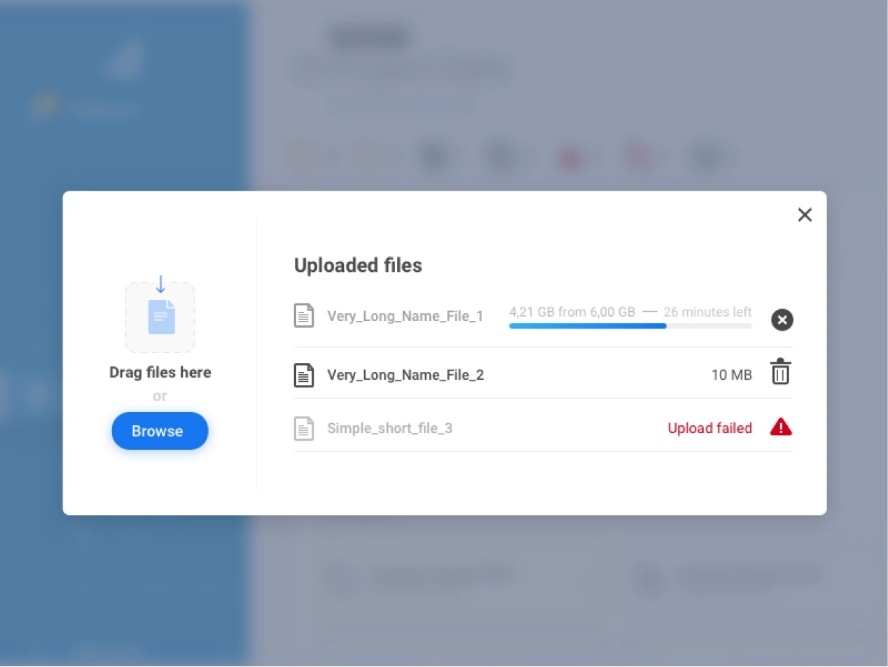 Uploaded files
Very_Long_Name_File_1 4,21 GB from 6,00 GB — 26 minutes left
Very_Long_Name_File_2 10 MB
Simple_short_file_3 Upload failed
Drag files here
or
Browse